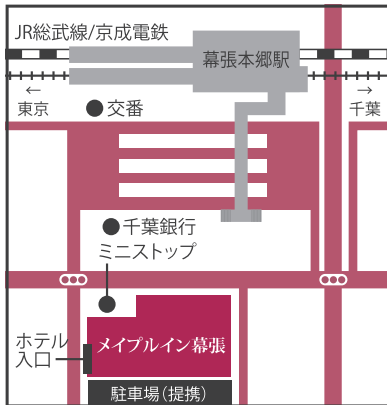 JR総武線/京成電鉄
幕張本郷駅
←
東京
→
千葉
交番
千葉銀行
ミニストップ
ホテル
入口
メイプルイン幕張
駐車場(提携)